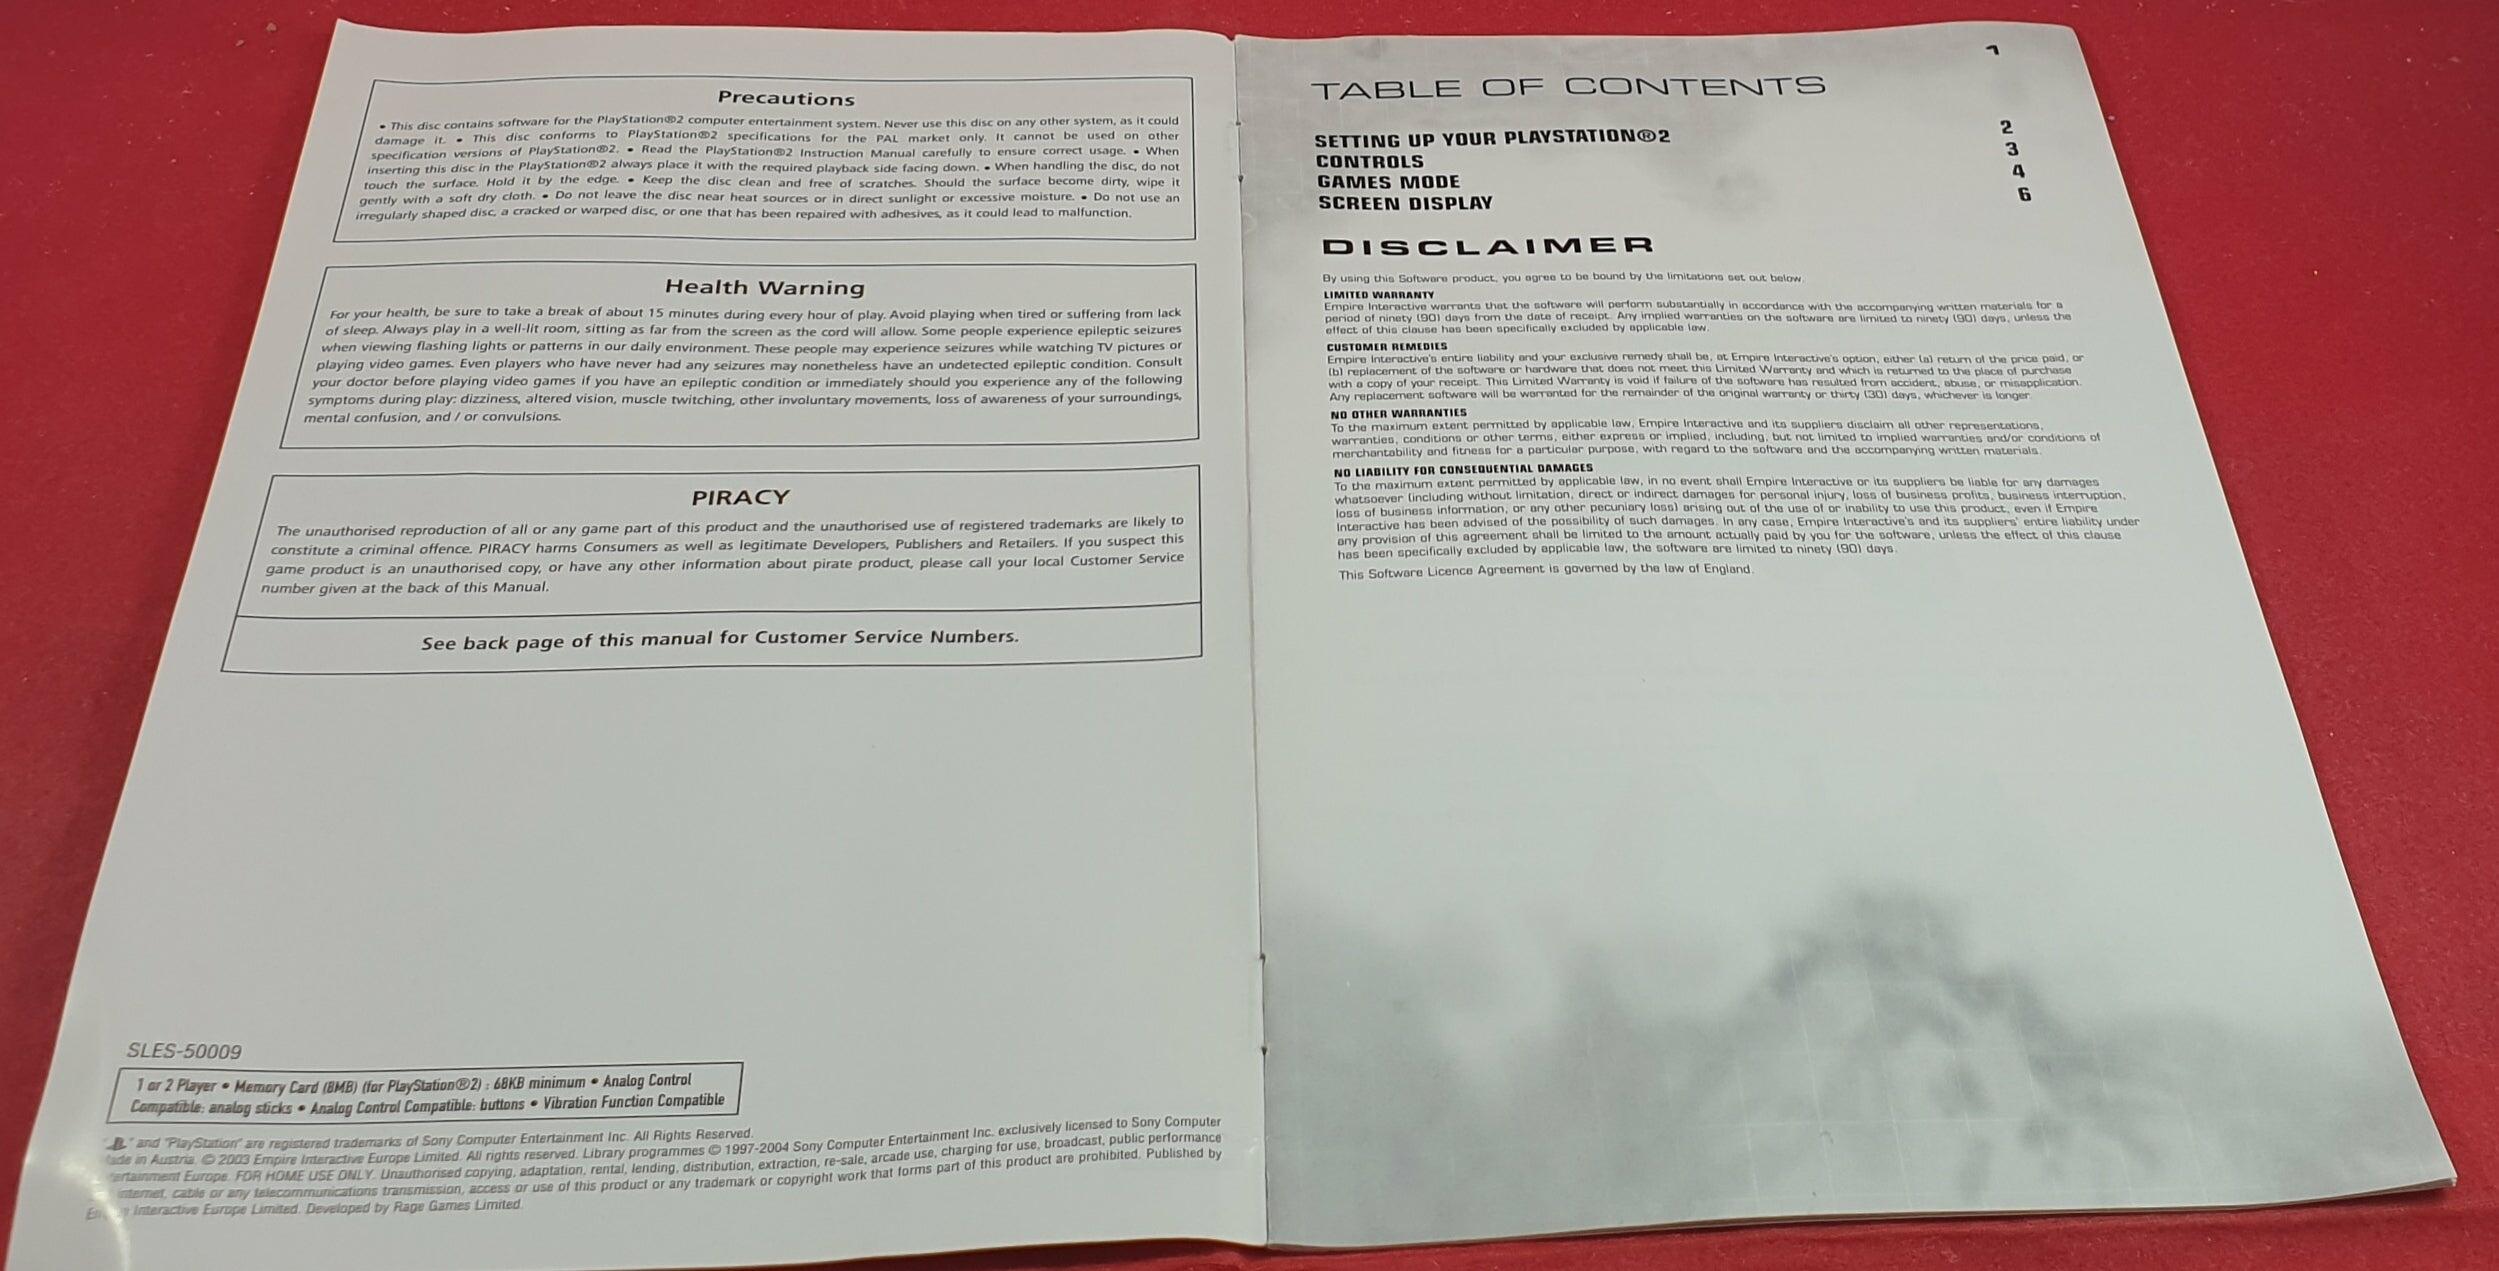 Precautions
• This disc contains software for the PlayStation®2 computer entertainment system. Never use this disc on any other system, as it could
damage it. • This disc conforms to PlayStation®2 specifications for the PAL market only. It cannot be used on other
specification versions of PlayStation®2. • Read the PlayStation®2 Instruction Manual carefully to ensure correct usage. • When
inserting this disc in the PlayStation®2 always place it with the required playback side facing down. • When handling the disc, do not
touch the surface. Hold it by the edge. • Keep the disc clean and free of scratches. Should the surface become dirty, wipe it
gently with a soft dry cloth. • Do not leave the disc near heat sources or in direct sunlight or excessive moisture. • Do not use an
irregularly shaped disc, a cracked or warped disc, or one that has been repaired with adhesives, as it could lead to malfunction.
Health Warning
For your health, be sure to take a break of about 15 minutes during every hour of play. Avoid playing when tired or suffering from lack
of sleep. Always play in a well-lit room, sitting as far from the screen as the cord will allow. Some people experience epileptic seizures
when viewing flashing lights or patterns in our daily environment. These people may experience seizures while watching TV pictures or
playing video games. Even players who have never had any seizures may nonetheless have an undetected epileptic condition. Consult
your doctor before playing video games if you have an epileptic condition or immediately should you experience any of the following
symptoms during play: dizziness, altered vision, muscle twitching, other involuntary movements, loss of awareness of your surroundings,
mental confusion, and / or convulsions.
PIRACY
The unauthorised reproduction of all or any game part of this product and the unauthorised use of registered trademarks are likely to
constitute a criminal offence. PIRACY harms Consumers as well as legitimate Developers, Publishers and Retailers. If you suspect this
game product is an unauthorised copy, or have any other information about pirate product, please call your local Customer Service
number given at the back of this Manual.
See back page of this manual for Customer Service Numbers.
SLES-50009
1 or 2 Player • Memory Card (8MB) (for PlayStation®2) : 68KB minimum • Analog Control
Compatible: analog sticks • Analog Control Compatible: buttons • Vibration Function Compatible
" and "PlayStation" are registered trademarks of Sony Computer Entertainment Inc. All Rights Reserved.
in Austria. © 2003 Empire Interactive Europe Limited. All rights reserved. Library programmes © 1997-2004 Sony Computer Entertainment Inc. exclusively licensed to Sony Computer
Europe. FOR HOME USE ONLY. Unauthorised copying, adaptation, rental, lending, distribution, extraction, re-sale, arcade use, charging for use, broadcast, public performance
internet, cable or any telecommunications transmission, access or use of this product or any trademark or copyright work that forms part of this product are prohibited. Published by
Interactive Europe Limited. Developed by Rage Games Limited.
1
TABLE OF CONTENTS
SETTING UP YOUR PLAYSTATION®2 2
CONTROLS 3
GAMES MODE 4
SCREEN DISPLAY 6
DISCLAIMER
By using this Software product, you agree to be bound by the limitations set out below.
LIMITED WARRANTY
Empire Interactive warrants that the software will perform substantially in accordance with the accompanying written materials for a
period of ninety (90) days from the date of receipt. Any implied warranties on the software are limited to ninety (90) days, unless the
effect of this clause has been specifically excluded by applicable law.
CUSTOMER REMEDIES
Empire Interactive's entire liability and your exclusive remedy shall be, at Empire Interactive's option, either (a) return of the price paid, or
(b) replacement of the software or hardware that does not meet this Limited Warranty and which is returned to the place of purchase
with a copy of your receipt. This Limited Warranty is void if failure of the software has resulted from accident, abuse, or misapplication.
Any replacement software will be warranted for the remainder of the original warranty or thirty (30) days, whichever is longer.
NO OTHER WARRANTIES
To the maximum extent permitted by applicable law, Empire Interactive and its suppliers disclaim all other representations,
warranties, conditions or other terms, either express or implied, including, but not limited to implied warranties and/or conditions of
merchantability and fitness for a particular purpose, with regard to the software and the accompanying written materials.
NO LIABILITY FOR CONSEQUENTIAL DAMAGES
To the maximum extent permitted by applicable law, in no event shall Empire Interactive or its suppliers be liable for any damages
whatsoever (including without limitation, direct or indirect damages for personal injury, loss of business profits, business interruption,
loss of business information, or any other pecuniary loss) arising out of the use of or inability to use this product, even if Empire
Interactive has been advised of the possibility of such damages. In any case, Empire Interactive's and its suppliers' entire liability under
any provision of this agreement shall be limited to the amount actually paid by you for the software, unless the effect of this clause
has been specifically excluded by applicable law, the software are limited to ninety (90) days.
This Software Licence Agreement is governed by the law of England.